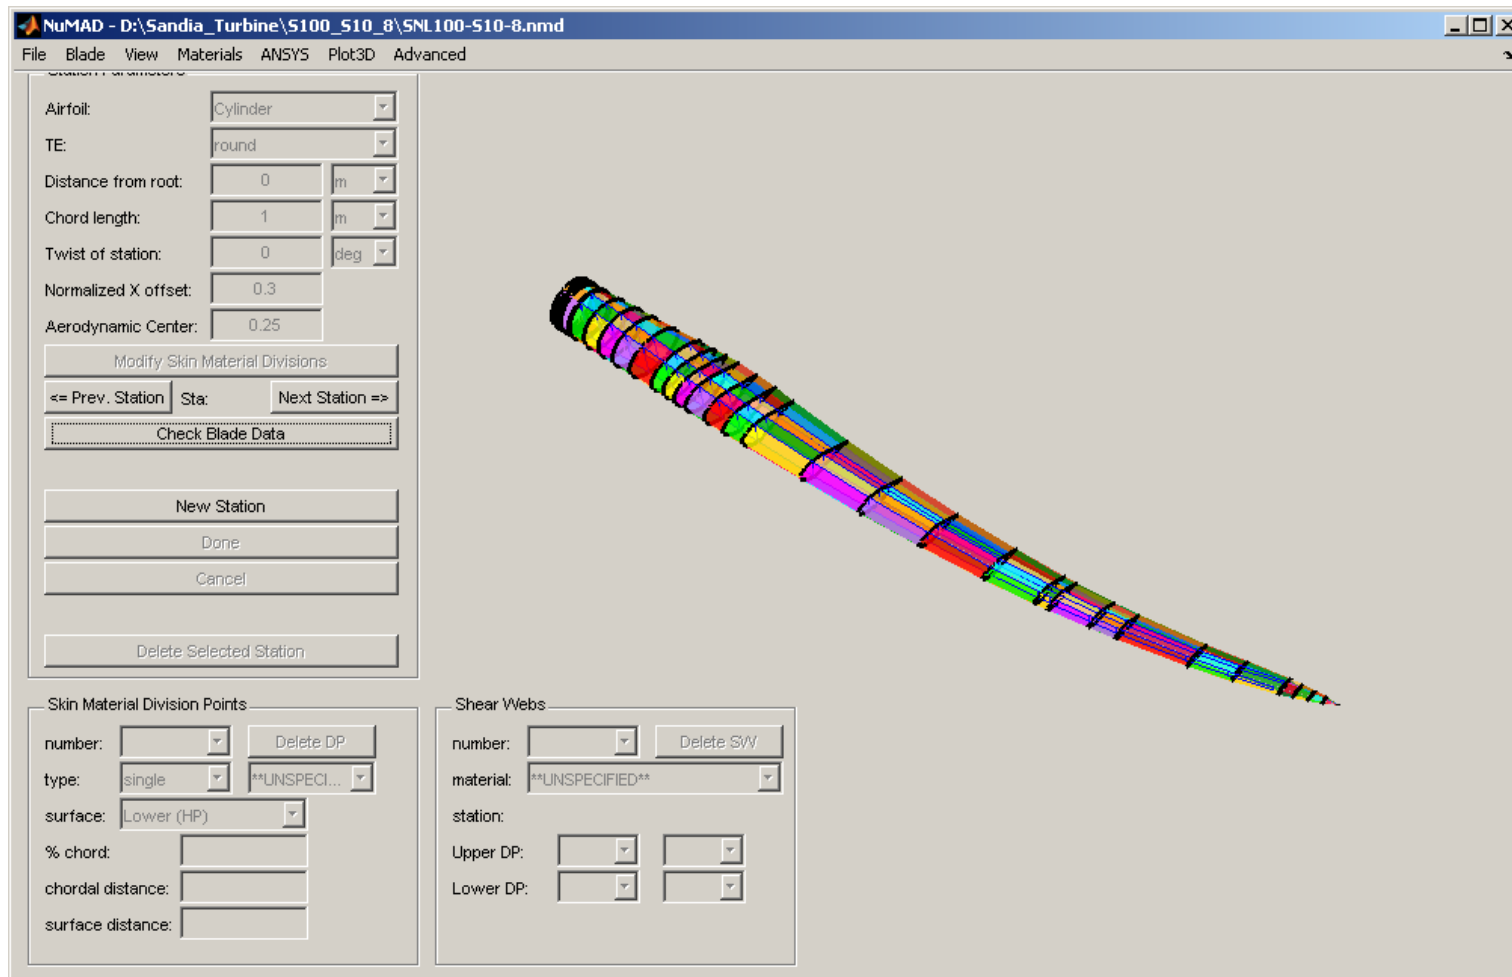 NuMAD - D:\Sandia_Turbine\S100_S10_8\SNL100-S10-8.nmd
File Blade View Materials ANSYS Plot3D Advanced
Station Parameters
Airfoil: Cylinder
TE: round
Distance from root: 0 m
Chord length: 1 m
Twist of station: 0 deg
Normalized X offset: 0.3
Aerodynamic Center: 0.25
Modify Skin Material Divisions
<= Prev. Station Sta: Next Station =>
Check Blade Data
New Station
Done
Cancel
Delete Selected Station
Skin Material Division Points
number: Delete DP
type: single **UNSPECI...
surface: Lower (HP)
% chord:
chordal distance:
surface distance:
Shear Webs
number: Delete SW
material: **UNSPECIFIED**
station:
Upper DP:
Lower DP: